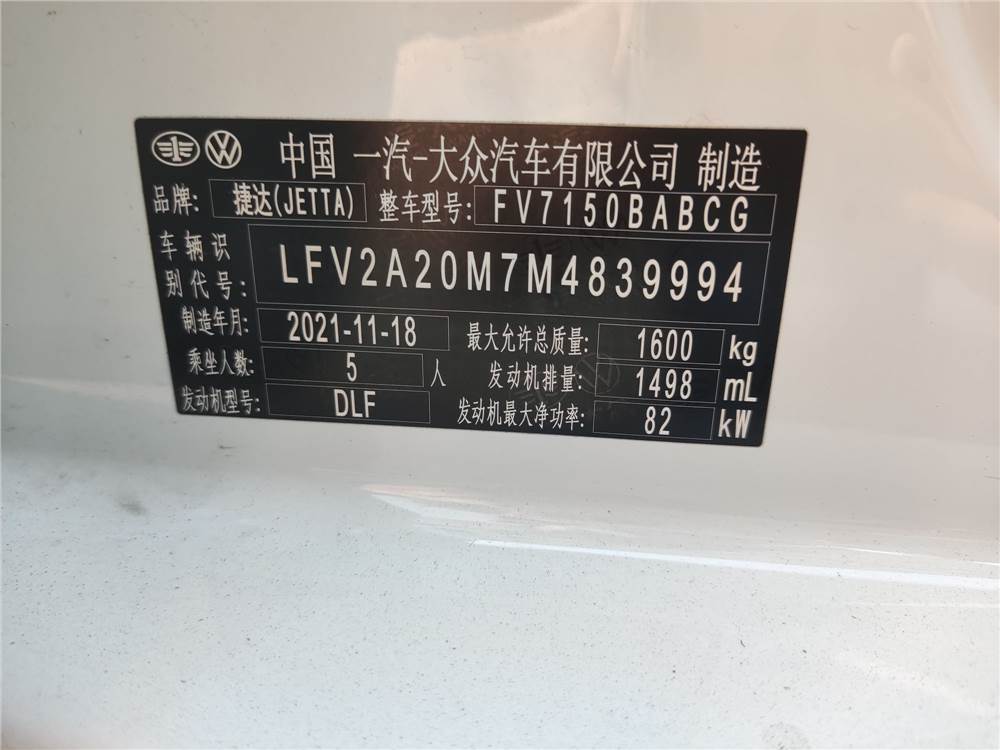 中国 一汽-大众汽车有限公司 制造
品牌: 捷达(JETTA) 整车型号: FV7150BABCG
车辆识别代号: LFV2A20M7M4839994
制造年月: 2021-11-18 最大允许总质量: 1600 kg
乘坐人数: 5 人 发动机排量: 1498 mL
发动机型号: DLF 发动机最大净功率: 82 kW